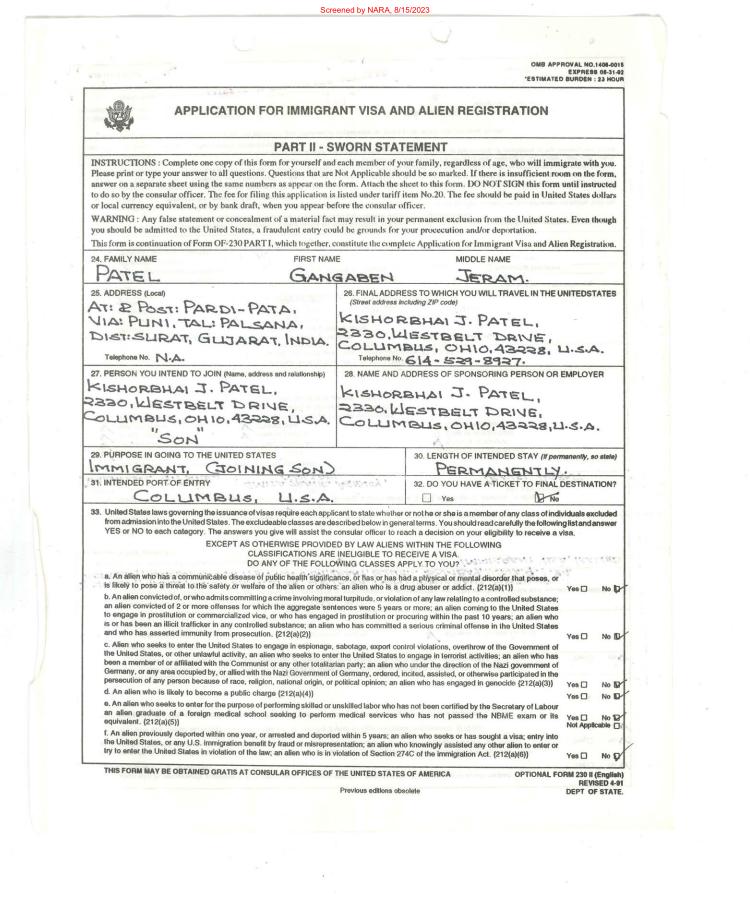 Screened by NARA, 8/15/2023
OMB APPROVAL NO.1406-0015
EXPRESS 05-31-92
*ESTIMATED BURDEN : 23 HOUR
APPLICATION FOR IMMIGRANT VISA AND ALIEN REGISTRATION
PART II - SWORN STATEMENT
INSTRUCTIONS : Complete one copy of this form for yourself and each member of your family, regardless of age, who will immigrate with you.
Please print or type your answer to all questions. Questions that are Not Applicable should be so marked. If there is insufficient room on the form,
answer on a separate sheet using the same numbers as appear on the form. Attach the sheet to this form. DO NOT SIGN this form until instructed
to do so by the consular officer. The fee for filing this application is listed under tariff item No.20. The fee should be paid in United States dollars
or local currency equivalent, or by bank draft, when you appear before the consular officer.
WARNING : Any false statement or concealment of a material fact may result in your permanent exclusion from the United States. Even though
you should be admitted to the United States, a fraudulent entry could be grounds for your procecution and/or deportation.
This form is continuation of Form OF-230 PART I, which together, constitute the complete Application for Immigrant Visa and Alien Registration.
24. FAMILY NAME FIRST NAME MIDDLE NAME
PATEL GANGABEN JERAM.
25. ADDRESS (Local)
AT: & POST: PARDI-PATA,
VIA: PUNI, TAL: PALSANA,
DIST: SURAT, GUJARAT, INDIA.
Telephone No. N.A.
26. FINAL ADDRESS TO WHICH YOU WILL TRAVEL IN THE UNITEDSTATES
(Street address including ZIP code)
KISHORBHAI J. PATEL,
2330, WESTBELT DRIVE,
COLUMBUS, OHIO, 43228, U.S.A.
Telephone No. 614-529-8927.
27. PERSON YOU INTEND TO JOIN (Name, address and relationship)
KISHORBHAI J. PATEL,
2330, WESTBELT DRIVE,
COLUMBUS, OHIO, 43228, U.S.A.
"SON"
28. NAME AND ADDRESS OF SPONSORING PERSON OR EMPLOYER
KISHORBHAI J. PATEL,
2330, WESTBELT DRIVE,
COLUMBUS, OHIO, 43228, U.S.A.
29. PURPOSE IN GOING TO THE UNITED STATES
IMMIGRANT, (JOINING SON)
30. LENGTH OF INTENDED STAY (If permanently, so state)
PERMANENTLY.
31. INTENDED PORT OF ENTRY
COLUMBUS, U.S.A.
32. DO YOU HAVE A TICKET TO FINAL DESTINATION?
Yes No
33. United States laws governing the issuance of visas require each applicant to state whether or not he or she is a member of any class of individuals excluded
from admission into the United States. The excludeable classes are described below in general terms. You should read carefully the following list and answer
YES or NO to each category. The answers you give will assist the consular officer to reach a decision on your eligibility to receive a visa.
EXCEPT AS OTHERWISE PROVIDED BY LAW ALIENS WITHIN THE FOLLOWING
CLASSIFICATIONS ARE INELIGIBLE TO RECEIVE A VISA.
DO ANY OF THE FOLLOWING CLASSES APPLY TO YOU?
a. An alien who has a communicable disease of public health significance, or has or has had a physical or mental disorder that poses, or
is likely to pose a threat to the safety or welfare of the alien or others: an alien who is a drug abuser or addict. {212(a)(1)} Yes No
b. An alien convicted of, or who admits committing a crime involving moral turpitude, or violation of any law relating to a controlled substance;
an alien convicted of 2 or more offenses for which the aggregate sentences were 5 years or more; an alien coming to the United States
to engage in prostitution or commercialized vice, or who has engaged in prostitution or procuring within the past 10 years; an alien who
is or has been an illicit trafficker in any controlled substance; an alien who has committed a serious criminal offense in the United States
and who has asserted immunity from prosecution. {212(a)(2)} Yes No
c. Alien who seeks to enter the United States to engage in espionage, sabotage, export control violations, overthrow of the Government of
the United States, or other unlawful activity, an alien who seeks to enter the United States to engage in terrorist activities; an alien who has
been a member of or affiliated with the Communist or any other totalitarian party; an alien who under the direction of the Nazi government of
Germany, or any area occupied by, or allied with the Nazi Government of Germany, ordered, incited, assisted, or otherwise participated in the
persecution of any person because of race, religion, national origin, or political opinion; an alien who has engaged in genocide {212(a)(3)} Yes No
d. An alien who is likely to become a public charge {212(a)(4)} Yes No
e. An alien who seeks to enter for the purpose of performing skilled or unskilled labor who has not been certified by the Secretary of Labour
an alien graduate of a foreign medical school seeking to perform medical services who has not passed the NBME exam or its
equivalent. {212(a)(5)} Yes No
Not Applicable
f. An alien previously deported within one year, or arrested and deported within 5 years; an alien who seeks or has sought a visa; entry into
the United States, or any U.S. immigration benefit by fraud or misrepresentation; an alien who knowingly assisted any other alien to enter or
try to enter the United States in violation of the law; an alien who is in violation of Section 274C of the immigration Act. {212(a)(6)} Yes No
THIS FORM MAY BE OBTAINED GRATIS AT CONSULAR OFFICES OF THE UNITED STATES OF AMERICA
OPTIONAL FORM 230 II (English)
REVISED 4-91
DEPT OF STATE.
Previous editions obsolete